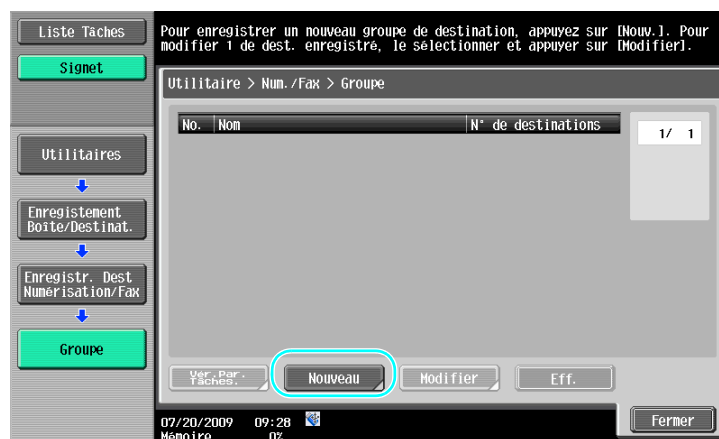 Liste Tâches
Pour enregistrer un nouveau groupe de destination, appuyez sur [Nouv.]. Pour
modifier 1 de dest. enregistré, le sélectionner et appuyer sur [Modifier].
Signet
Utilitaire > Num./Fax > Groupe
No. Nom N° de destinations
1/ 1
Utilitaires
Enregistement
Boîte/Destinat.
Enregistr. Dest
Numérisation/Fax
Groupe
Vér.Par.
Tâches.
Nouveau
Modifier
Eff.
07/20/2009 09:28
Mémoire 0%
Fermer